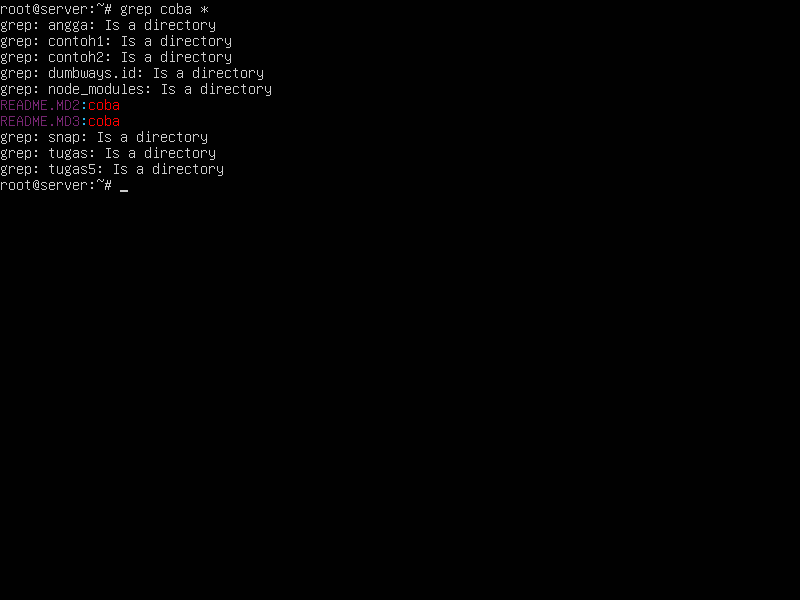 root@server:~# grep coba *
grep: angga: Is a directory
grep: contoh1: Is a directory
grep: contoh2: Is a directory
grep: dumbways.id: Is a directory
grep: node_modules: Is a directory
README.MD2:coba
README.MD3:coba
grep: snap: Is a directory
grep: tugas: Is a directory
grep: tugas5: Is a directory
root@server:~# _